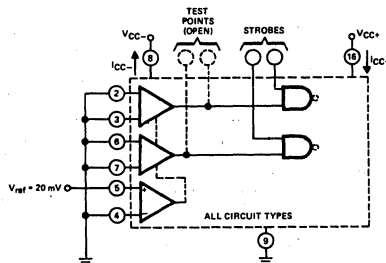 TEST
POINTS
(OPEN)
STROBES
VCC-
VCC+
ICC-
ICC+
8
16
2
3
6
7
5
4
Vref = 20 mV
+
-
ALL CIRCUIT TYPES
9